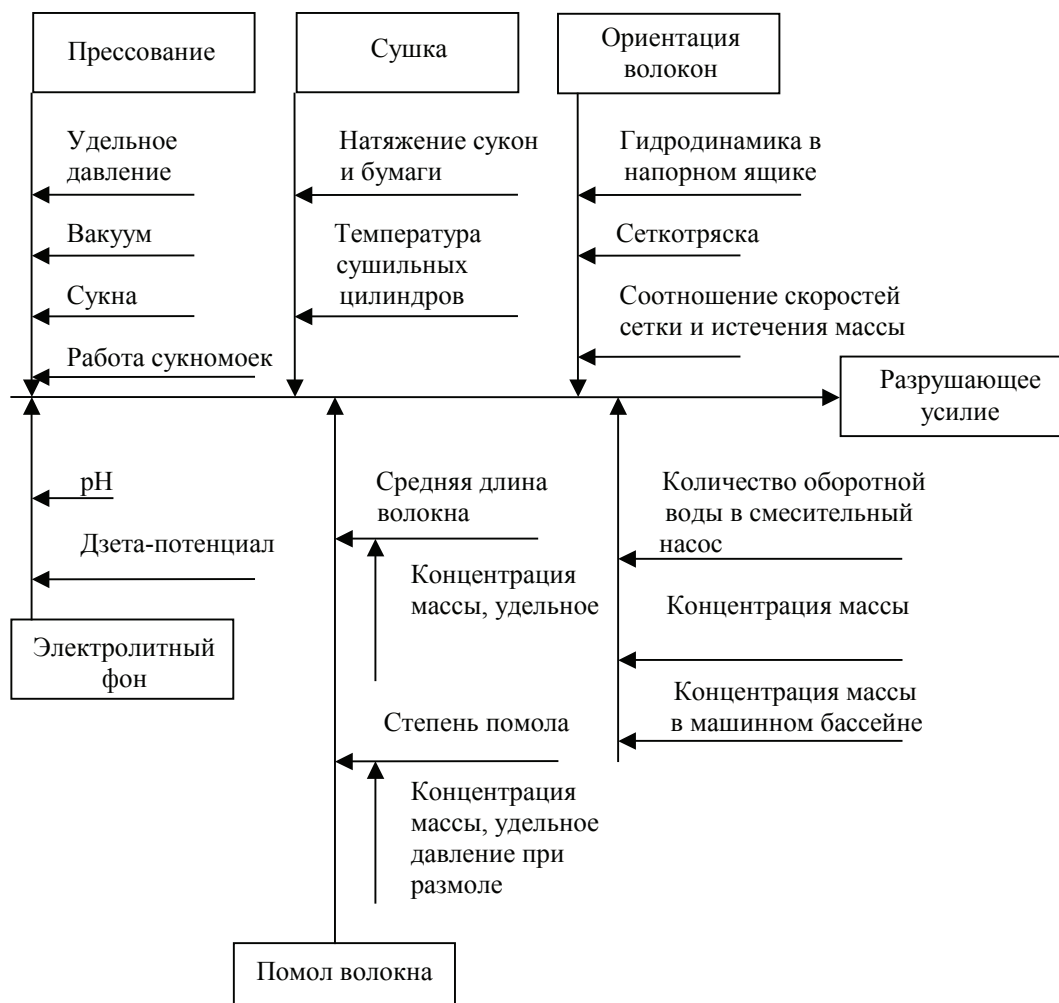 Прессование
Сушка
Ориентация
волокон
Удельное
давление
Вакуум
Сукна
Работа сукномоек
Натяжение сукон
и бумаги
Температура
сушильных
цилиндров
Гидродинамика в
напорном ящике
Сеткотряска
Соотношение скоростей
сетки и истечения массы
Разрушающее
усилие
pH
Дзета-потенциал
Электролитный
фон
Средняя длина
волокна
Концентрация
массы, удельное
Степень помола
Концентрация
массы, удельное
давление при
размоле
Помол волокна
Количество оборотной
воды в смесительный
насос
Концентрация массы
Концентрация массы
в машинном бассейне